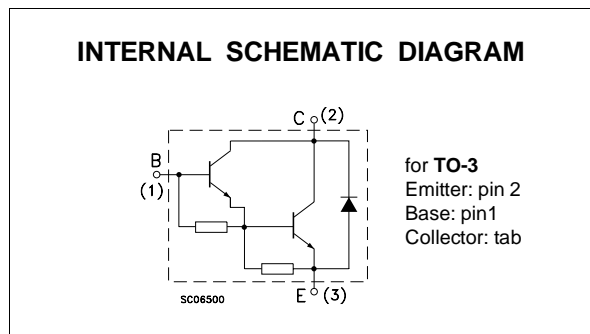 INTERNAL SCHEMATIC DIAGRAM
C (2)
B
(1)
for TO-3
Emitter: pin 2
Base: pin1
Collector: tab
SC06500
E (3)